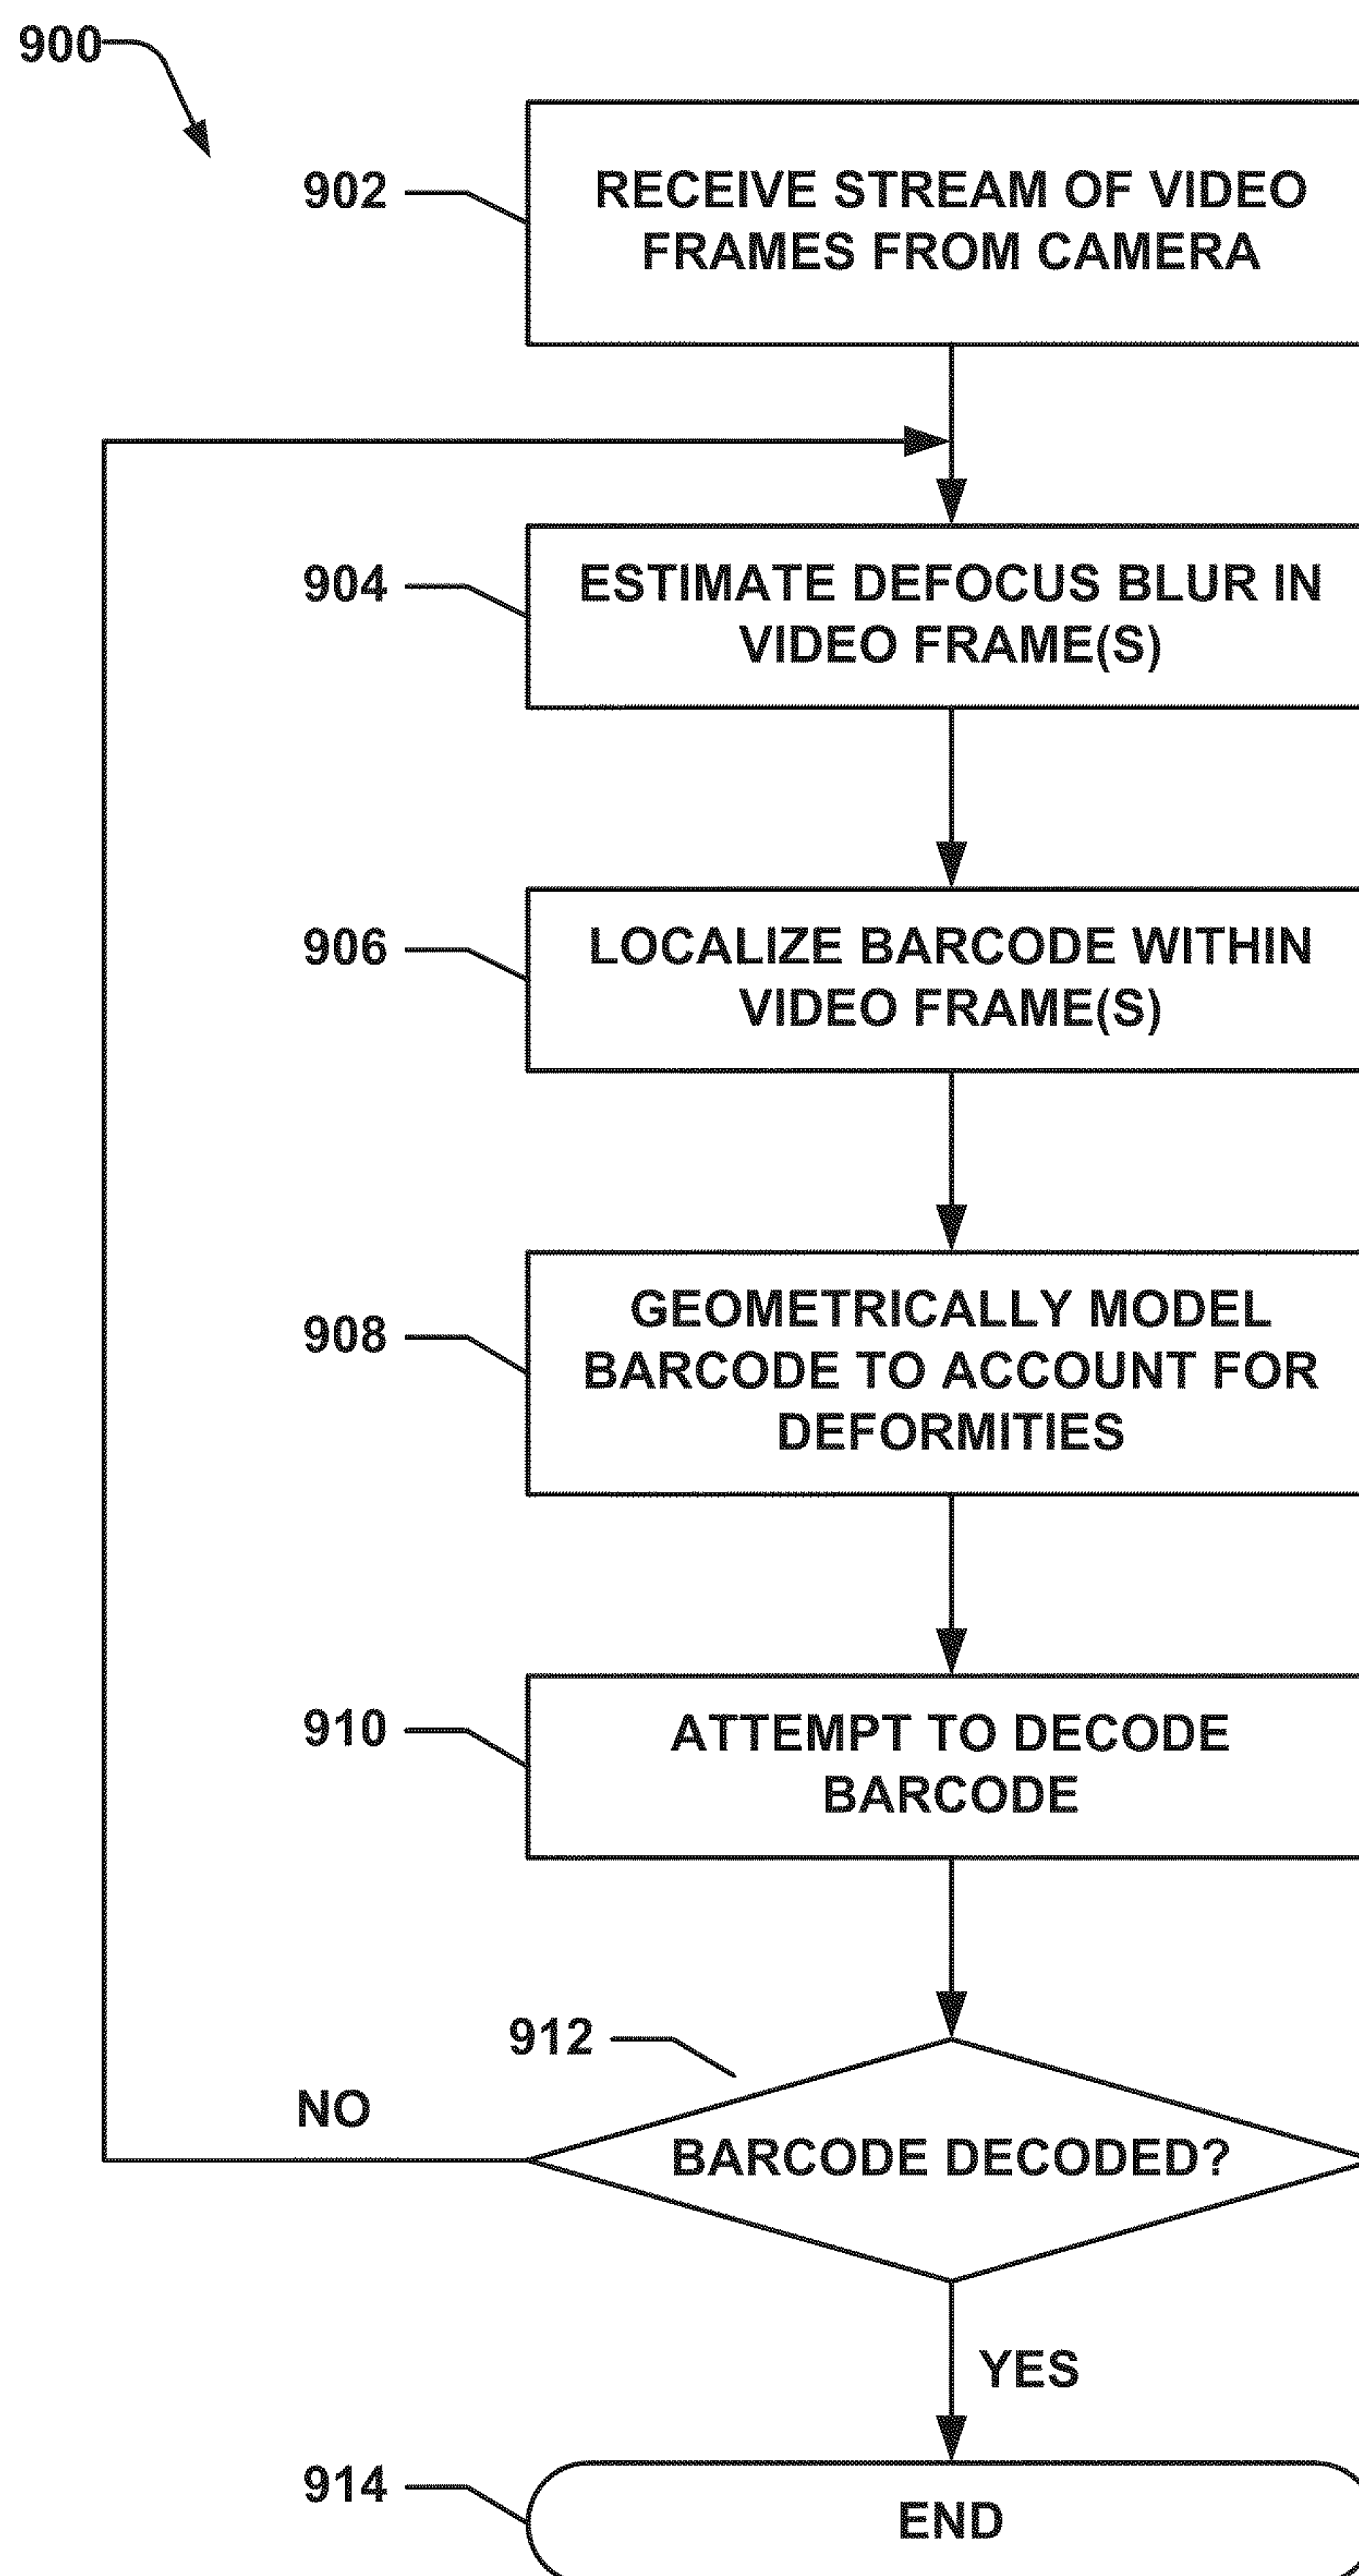 900
902
RECEIVE STREAM OF VIDEO
FRAMES FROM CAMERA
904
ESTIMATE DEFOCUS BLUR IN
VIDEO FRAME(S)
906
LOCALIZE BARCODE WITHIN
VIDEO FRAME(S)
908
GEOMETRICALLY MODEL
BARCODE TO ACCOUNT FOR
DEFORMITIES
910
ATTEMPT TO DECODE
BARCODE
912
NO
BARCODE DECODED?
YES
914
END